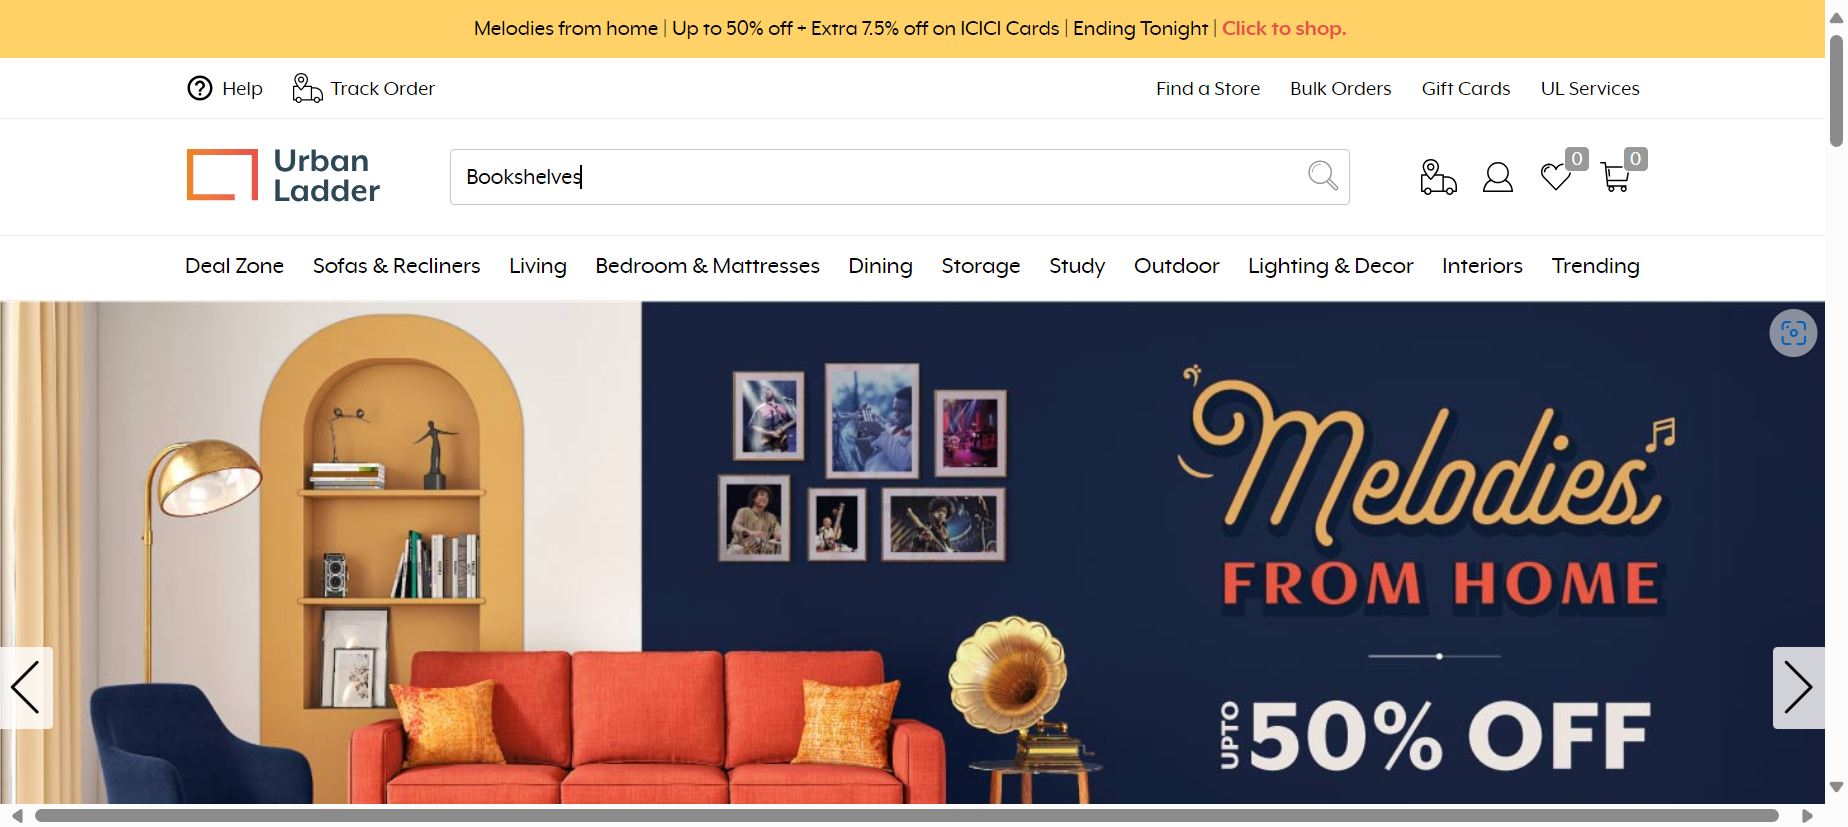 Melodies from home | Up to 50% off + Extra 7.5% off on ICICI Cards | Ending Tonight | Click to shop.
Help Track Order Find a Store Bulk Orders Gift Cards UL Services
Urban
Ladder
Bookshelves
0 0
Deal Zone Sofas & Recliners Living Bedroom & Mattresses Dining Storage Study Outdoor Lighting & Decor Interiors Trending
Melodies
FROM HOME
UPTO 50% OFF